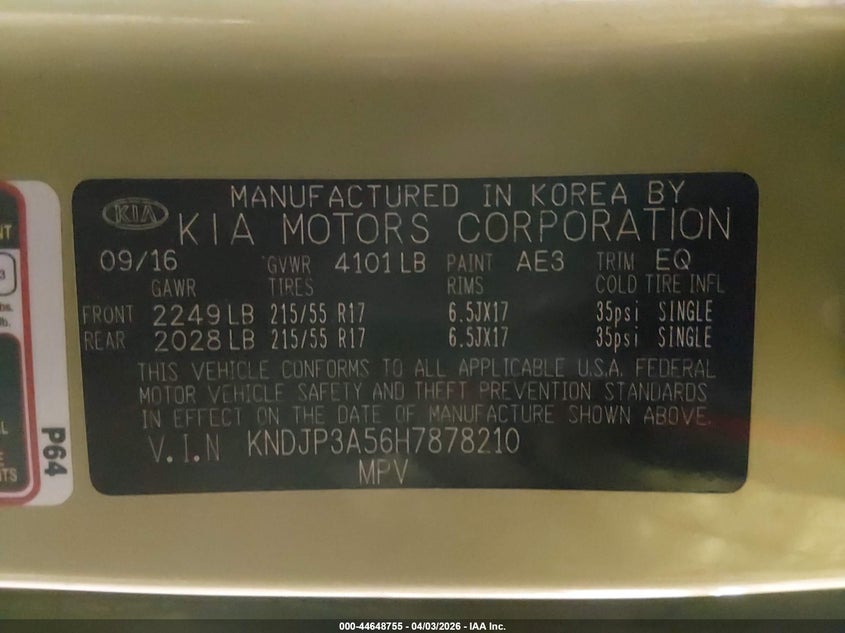 MANUFACTURED IN KOREA BY
KIA KIA MOTORS CORPORATION
09/16 GVWR 4101 LB PAINT AE3 TRIM EQ
GAWR TIRES RIMS COLD TIRE INFL
FRONT 2249 LB 215/55 R17 6.5JX17 35psi SINGLE
REAR 2028 LB 215/55 R17 6.5JX17 35psi SINGLE
THIS VEHICLE CONFORMS TO ALL APPLICABLE U.S.A. FEDERAL
MOTOR VEHICLE SAFETY AND THEFT PREVENTION STANDARDS
IN EFFECT ON THE DATE OF MANUFACTURE SHOWN ABOVE.
V.I.N KNDJP3A56H7878210
MPV
P64
000-44648755 - 04/03/2026 - IAA Inc.